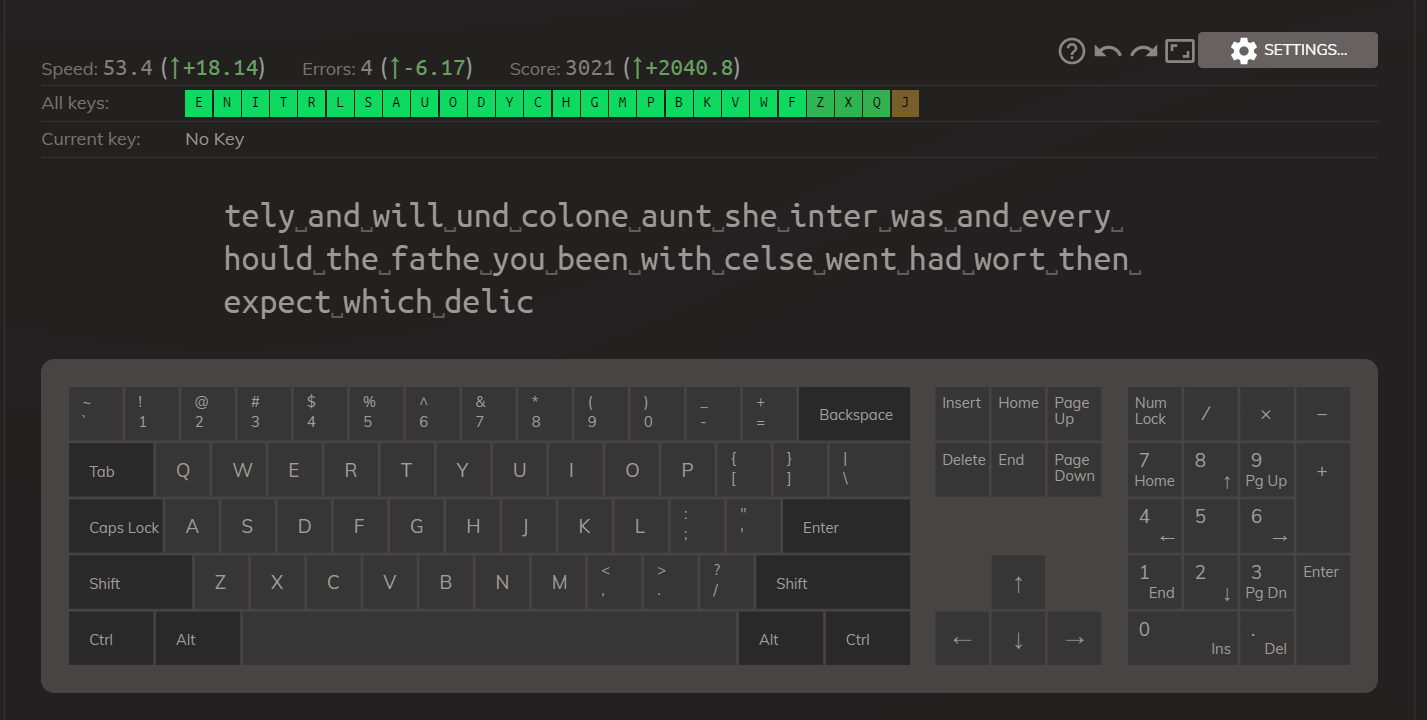 Speed: 53.4 (↑+18.14) Errors: 4 (↑-6.17) Score: 3021 (↑+2040.8) SETTINGS...
All keys: E N I T R L S A U O D Y C H G M P B K V W F Z X Q J
Current key: No Key
tely␣and␣will␣und␣colone␣aunt␣she␣inter␣was␣and␣every␣
hould␣the␣fathe␣you␣been␣with␣celse␣went␣had␣wort␣then␣
expect␣which␣delic
~ ! @ # $ % ^ & * ( ) _ + Backspace Insert Home Page Up Num Lock / × −
` 1 2 3 4 5 6 7 8 9 0 - =
Tab Q W E R T Y U I O P { [ } ] | \ Delete End Page Down 7 Home 8 ↑ 9 Pg Up +
Caps Lock A S D F G H J K L : ; " ' Enter 4 ← 5 6 →
Shift Z X C V B N M < , > . ? / Shift ↑ 1 End 2 ↓ 3 Pg Dn Enter
Ctrl Alt Alt Ctrl ← ↓ → 0 Ins . Del